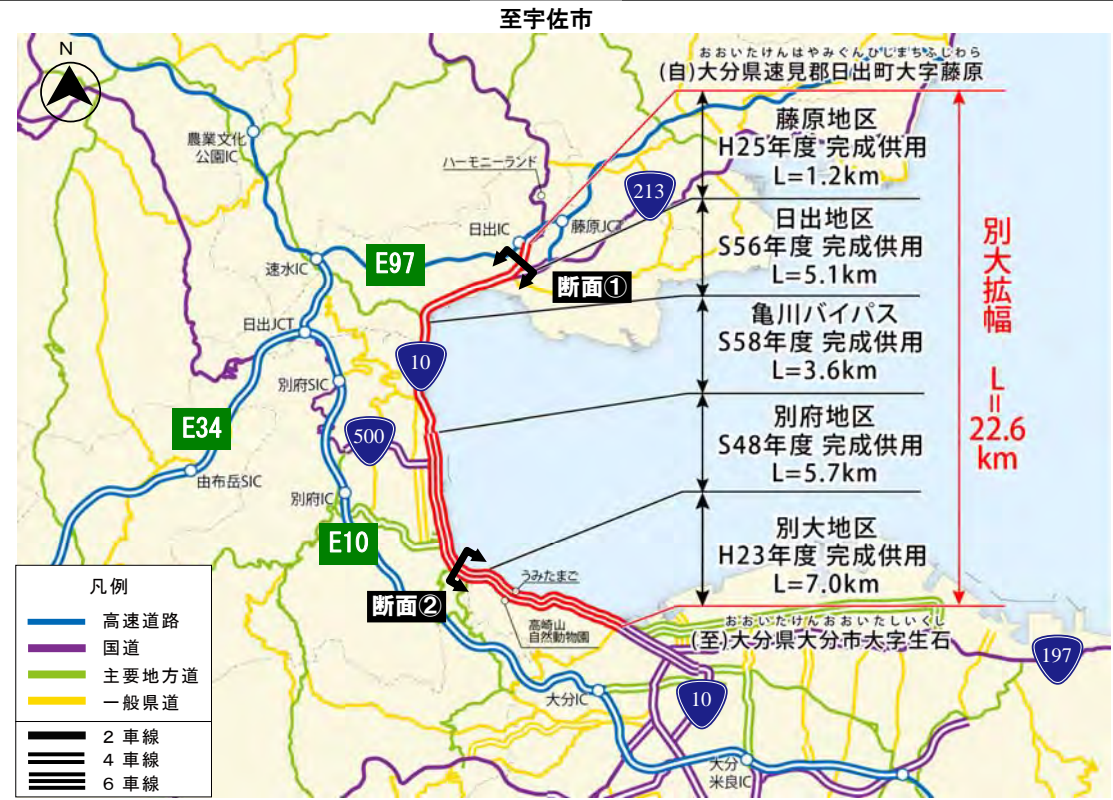 至宇佐市
N
おおいたけんはやみぐんひじまちふじわら
(自)大分県速見郡日出町大字藤原
藤原地区
H25年度 完成供用
L=1.2km
日出地区
S56年度 完成供用
L=5.1km
亀川バイパス
S58年度 完成供用
L=3.6km
別府地区
S48年度 完成供用
L=5.7km
別大地区
H23年度 完成供用
L=7.0km
別大拡幅 L=22.6km
おおいたけんおおいたしいくし
(至)大分県大分市大字生石
農業文化
公園IC
ハーモニーランド
213
日出IC
藤原JCT
速水IC
E97
断面①
日出JCT
10
別府SIC
E34
500
由布岳SIC
別府IC
E10
うみたまご
断面②
高崎山
自然動物園
197
大分IC
10
大分
米良IC
凡例
高速道路
国道
主要地方道
一般県道
2 車線
4 車線
6 車線